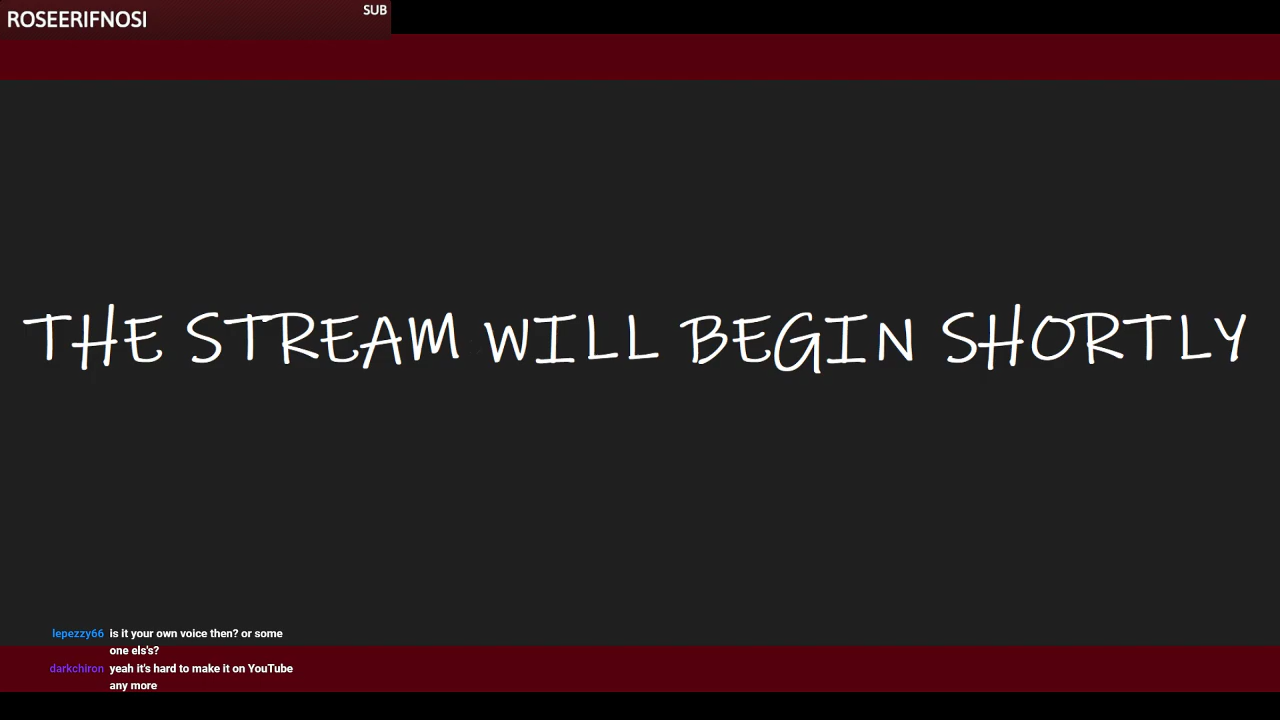 ROSEERIFNOSI
SUB
THE STREAM WILL BEGIN SHORTLY
lepezzy66 is it your own voice then? or some
one els's?
darkchiron yeah it's hard to make it on YouTube
any more